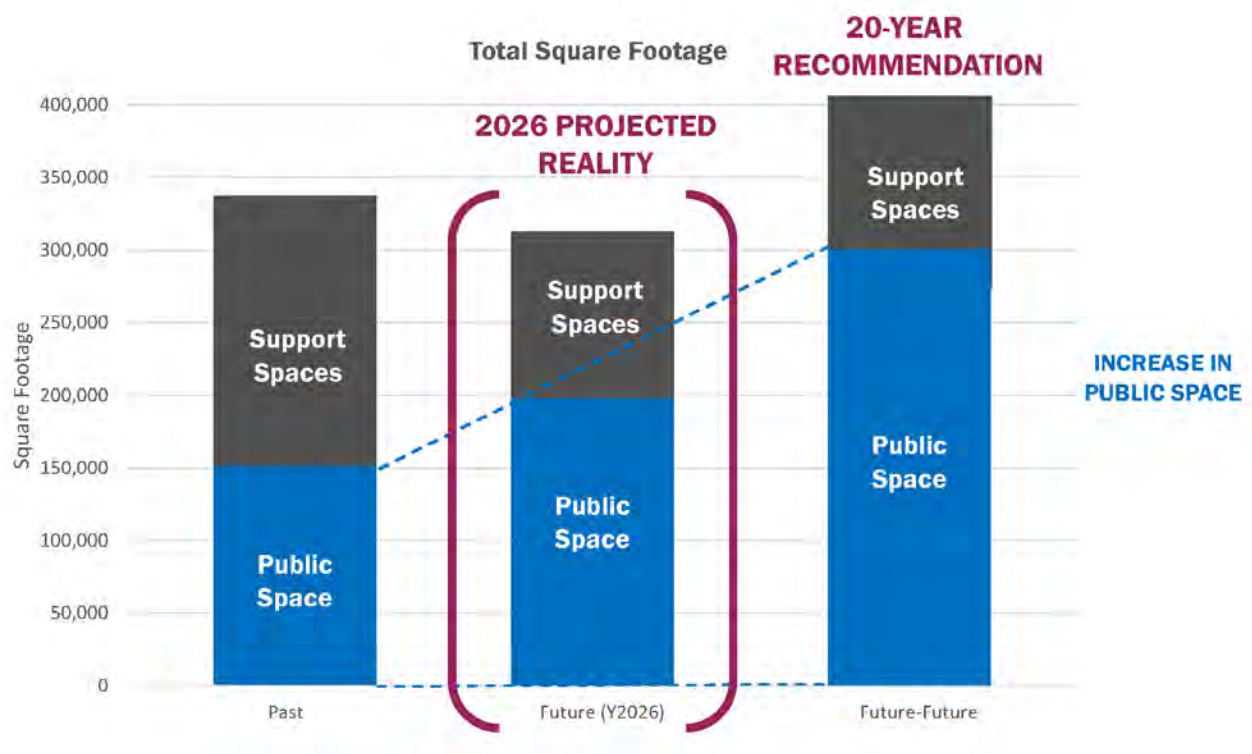 20-YEAR
RECOMMENDATION
Total Square Footage
2026 PROJECTED
REALITY
400,000
350,000
300,000
250,000
200,000
150,000
100,000
50,000
0
Square Footage
Support
Spaces
Public
Space
Support
Spaces
Public
Space
Support
Spaces
Public
Space
INCREASE IN
PUBLIC SPACE
Past
Future (Y2026)
Future-Future